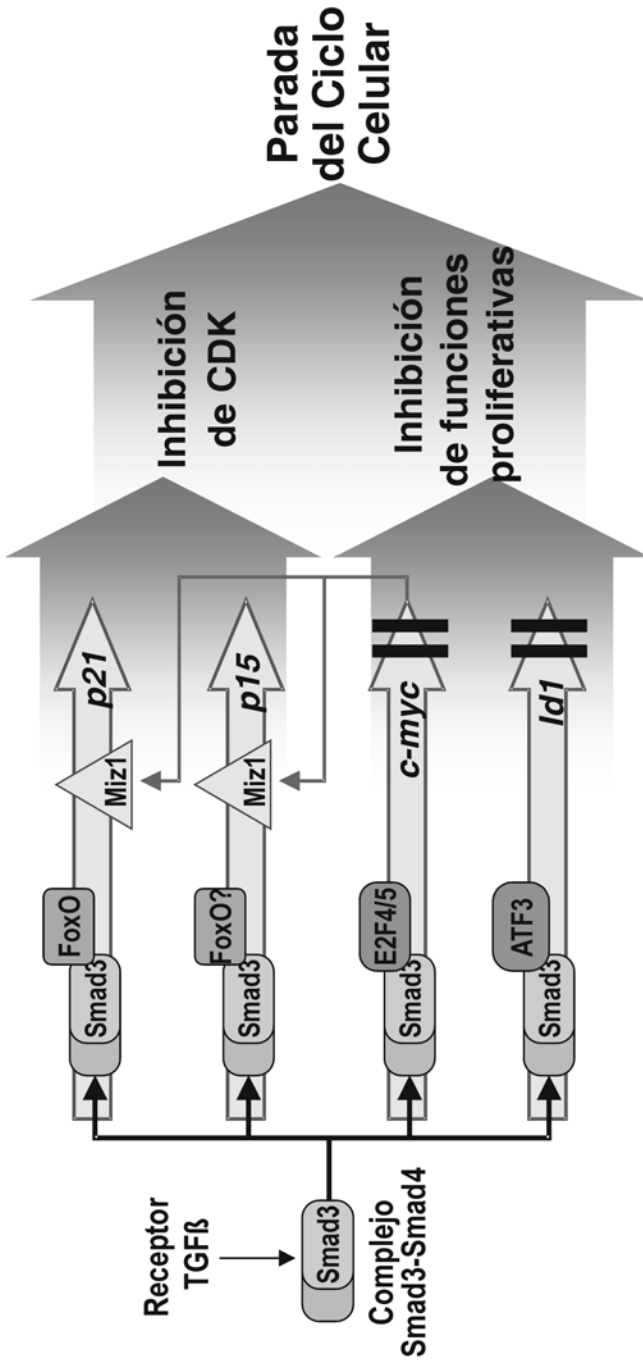 Receptor
TGFß
Smad3
Complejo
Smad3-Smad4
Smad3
FoxO
Miz1
p21
Smad3
FoxO?
Miz1
p15
Smad3
E2F4/5
c-myc
Smad3
ATF3
Id1
Inhibición
de CDK
Inhibición
de funciones
proliferativas
Parada
del Ciclo
Celular